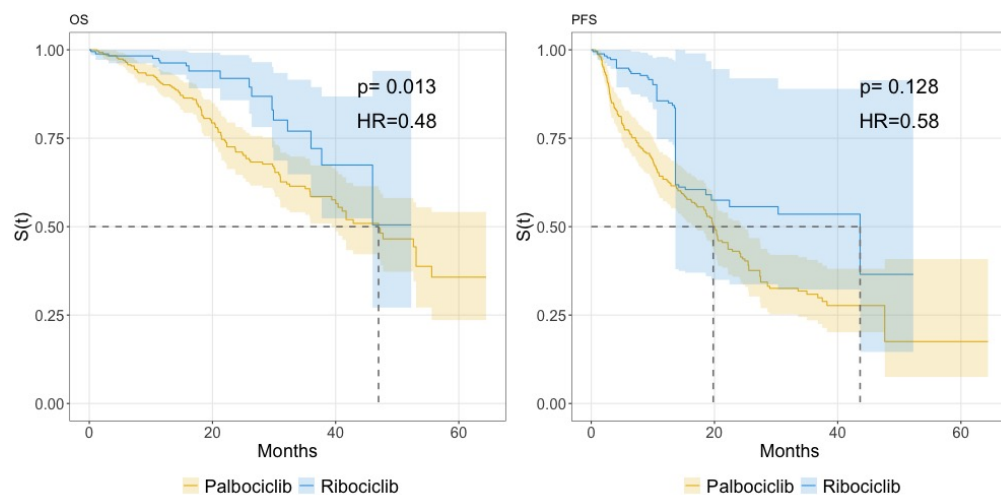 OS
1.00
0.75
0.50
0.25
0.00
S(t)
p= 0.013
HR=0.48
0 20 40 60
Months
Palbociclib Ribociclib
PFS
1.00
0.75
0.50
0.25
0.00
S(t)
p= 0.128
HR=0.58
0 20 40 60
Months
Palbociclib Ribociclib